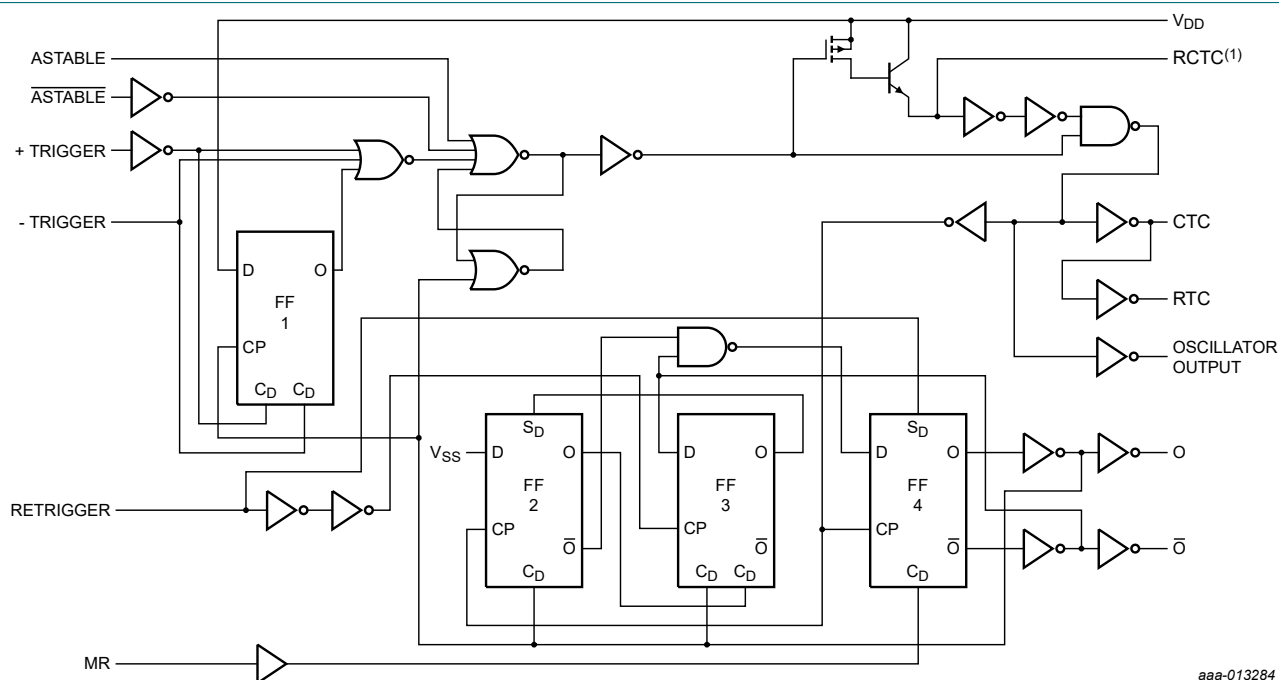 V_DD
ASTABLE
RCTC(1)
A̅S̅T̅A̅B̅L̅E̅
+ TRIGGER
- TRIGGER
CTC
D O
FF
1
RTC
CP
OSCILLATOR
OUTPUT
C_D C_D
S_D
S_D
V_SS
D O
D O
D O
O
FF
2
FF
3
FF
4
RETRIGGER
CP
CP
CP
O̅
O̅
O̅
O̅
C_D
C_D C_D
C_D
MR
aaa-013284